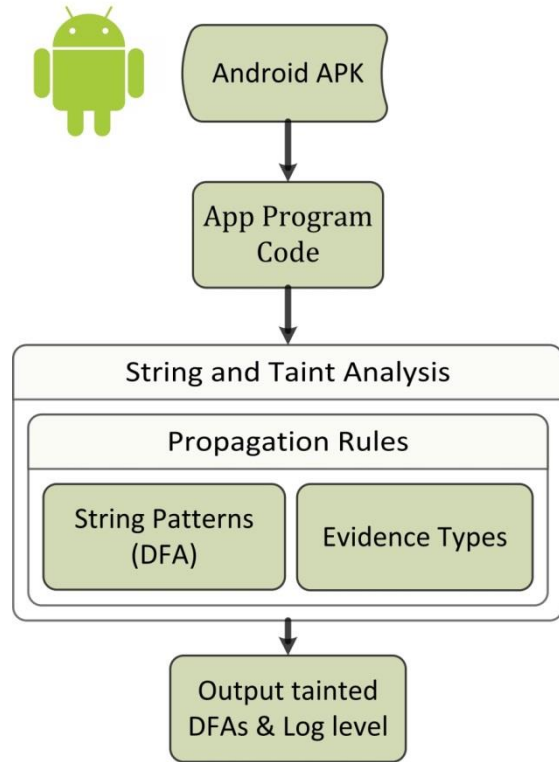 Android APK
App Program
Code
String and Taint Analysis
Propagation Rules
String Patterns
(DFA)
Evidence Types
Output tainted
DFAs & Log level